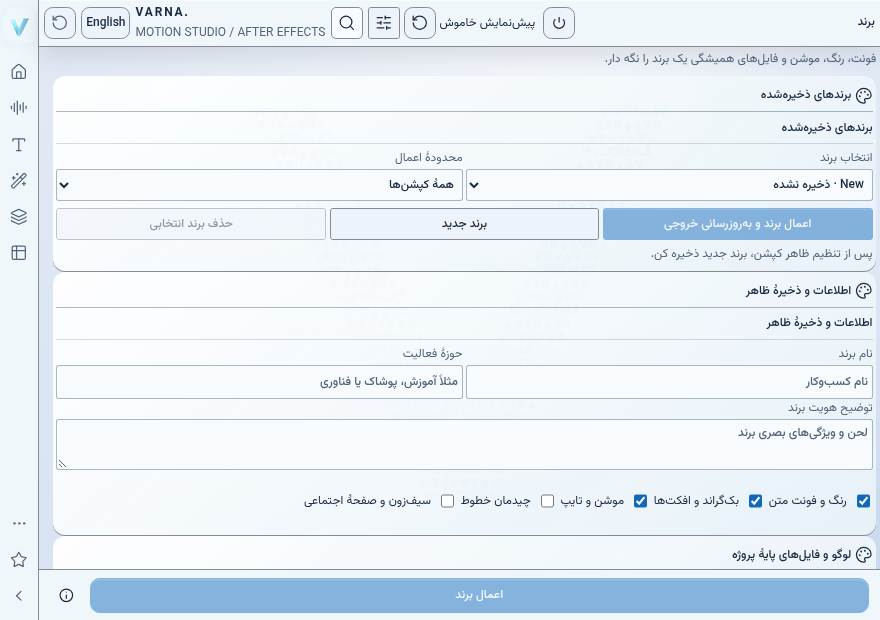 English
VARNA.
MOTION STUDIO / AFTER EFFECTS
پیش‌نمایش خاموش
برند
فونت، رنگ، موشن و فایل‌های همیشگی یک برند را نگه دار.
برندهای ذخیره‌شده
برندهای ذخیره‌شده
انتخاب برند
محدودهٔ اعمال
New · ذخیره نشده
همهٔ کپشن‌ها
اعمال برند و به‌روزرسانی خروجی
برند جدید
حذف برند انتخابی
پس از تنظیم ظاهر کپشن، برند جدید ذخیره کن.
اطلاعات و ذخیرهٔ ظاهر
اطلاعات و ذخیرهٔ ظاهر
نام برند
حوزهٔ فعالیت
نام کسب‌وکار
مثلاً آموزش، پوشاک یا فناوری
توضیح هویت برند
لحن و ویژگی‌های بصری برند
رنگ و فونت متن
بک‌گراند و افکت‌ها
موشن و تایپ
چیدمان خطوط
سیف‌زون و صفحهٔ اجتماعی
لوگو و فایل‌های پایهٔ پروژه
اعمال برند